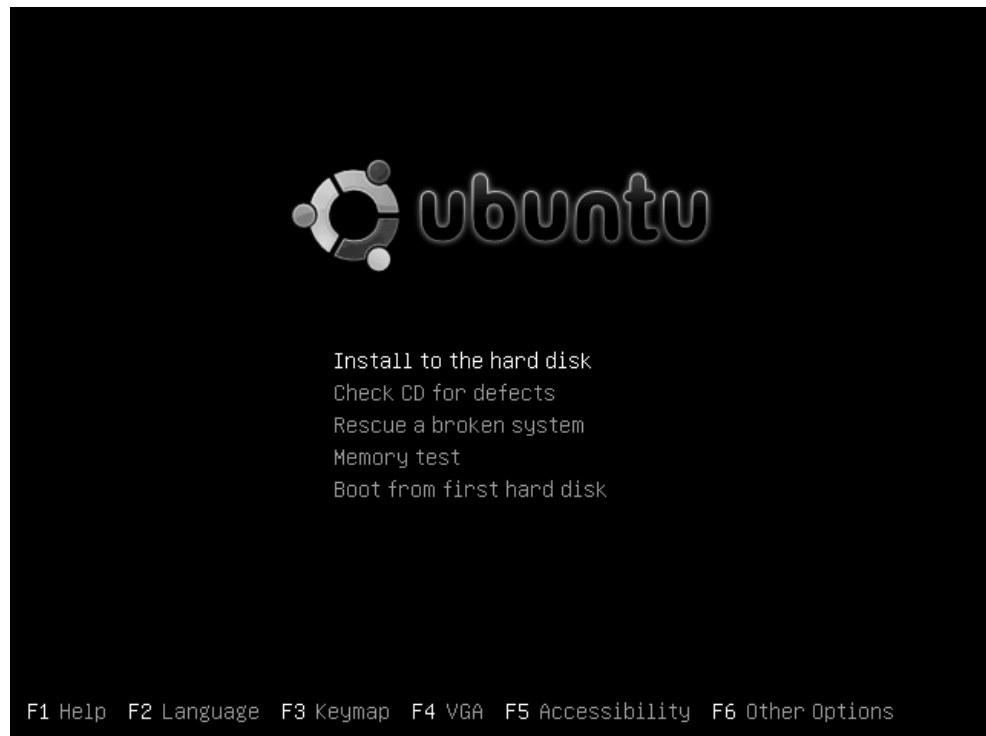 ubuntu
Install to the hard disk
Check CD for defects
Rescue a broken system
Memory test
Boot from first hard disk
F1 Help F2 Language F3 Keymap F4 VGA F5 Accessibility F6 Other Options